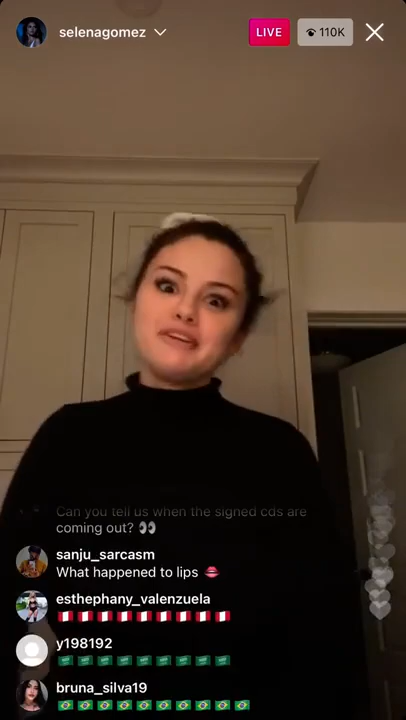 selenagomez
LIVE
110K
Can you tell us when the signed cds are
coming out? 👀
sanju_sarcasm
What happened to lips 👄
esthephany_valenzuela
🇵🇪🇵🇪🇵🇪🇵🇪🇵🇪🇵🇪🇵🇪🇵🇪🇵🇪
y198192
🇸🇦🇸🇦🇸🇦🇸🇦🇸🇦🇸🇦🇸🇦🇸🇦🇸🇦
bruna_silva19
🇧🇷🇧🇷🇧🇷🇧🇷🇧🇷🇧🇷🇧🇷🇧🇷🇧🇷🇧🇷